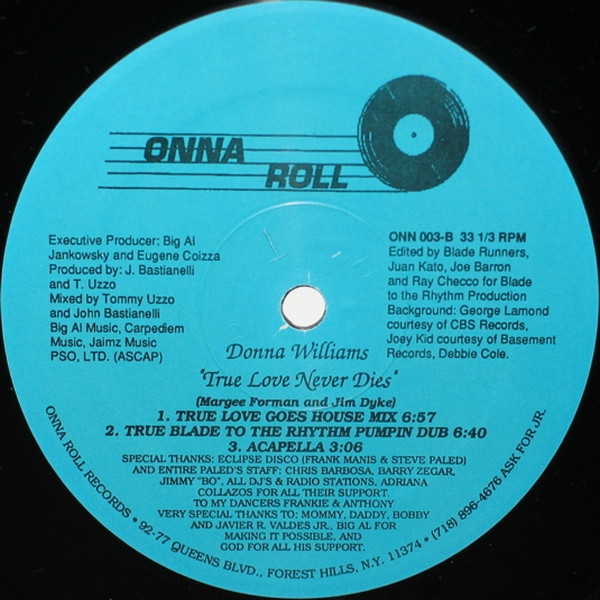 ONNA
ROLL
Executive Producer: Big Al
Jankowsky and Eugene Coizza
Produced by: J. Bastianelli
and T. Uzzo
Mixed by Tommy Uzzo
and John Bastianelli
Big Al Music, Carpediem
Music, Jaimz Music
PSO, LTD. (ASCAP)
ONN 003-B 33 1/3 RPM
Edited by Blade Runners,
Juan Kato, Joe Barron
and Ray Checco for Blade
to the Rhythm Production
Background: George Lamond
courtesy of CBS Records,
Joey Kid courtesy of Basement
Records, Debbie Cole.
Donna Williams
"True Love Never Dies"
(Margee Forman and Jim Dyke)
1. TRUE LOVE GOES HOUSE MIX 6:57
2. TRUE BLADE TO THE RHYTHM PUMPIN DUB 6:40
3. ACAPELLA 3:06
SPECIAL THANKS: ECLIPSE DISCO (FRANK MANIS & STEVE PALED)
AND ENTIRE PALED'S STAFF: CHRIS BARBOSA, BARRY ZEGAR,
JIMMY "BO", ALL DJ'S & RADIO STATIONS, ADRIANA
COLLAZOS FOR ALL THEIR SUPPORT.
TO MY DANCERS FRANKIE & ANTHONY
VERY SPECIAL THANKS TO: MOMMY, DADDY, BOBBY
AND JAVIER R. VALDES JR., BIG AL FOR
MAKING IT POSSIBLE, AND
GOD FOR ALL HIS SUPPORT.
ONNA ROLL RECORDS • 92-77 QUEENS BLVD., FOREST HILLS, N.Y. 11374 • (718) 896-4676 ASK FOR JR.